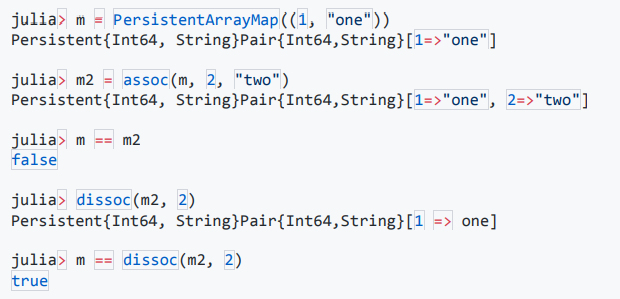 julia> m = PersistentArrayMap((1, "one"))
Persistent{Int64, String}Pair{Int64,String}[1=>"one"]
julia> m2 = assoc(m, 2, "two")
Persistent{Int64, String}Pair{Int64,String}[1=>"one", 2=>"two"]
julia> m == m2
false
julia> dissoc(m2, 2)
Persistent{Int64, String}Pair{Int64,String}[1 => one]
julia> m == dissoc(m2, 2)
true